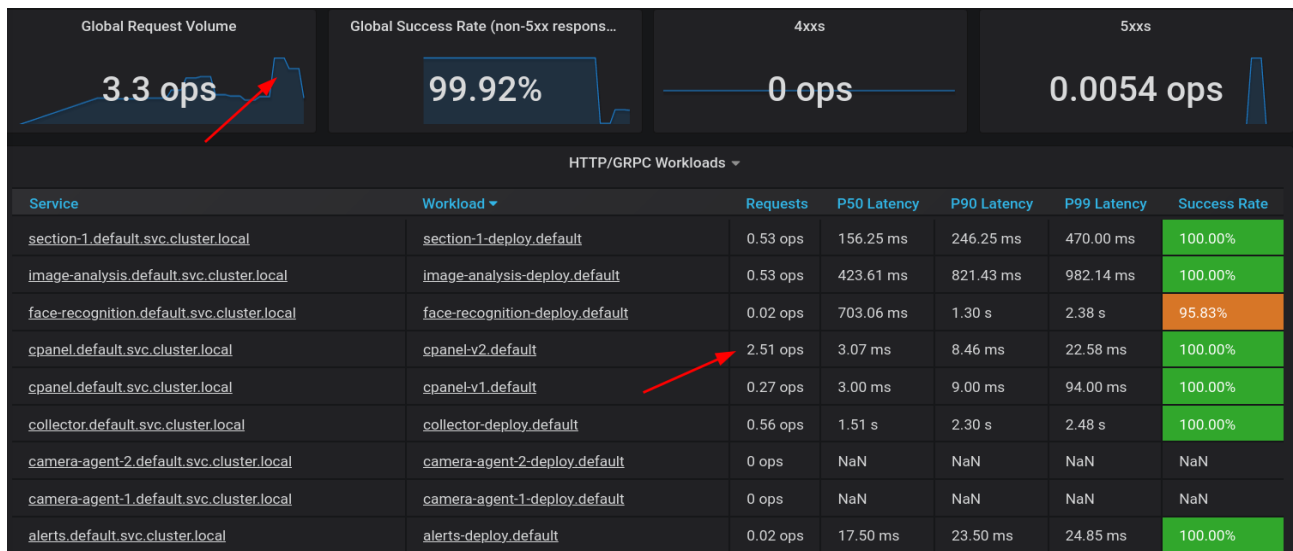 Global Request Volume
Global Success Rate (non-5xx respons...
4xxs
5xxs
3.3 ops
99.92%
0 ops
0.0054 ops
HTTP/GRPC Workloads
Service Workload Requests P50 Latency P90 Latency P99 Latency Success Rate
section-1.default.svc.cluster.local section-1-deploy.default 0.53 ops 156.25 ms 246.25 ms 470.00 ms 100.00%
image-analysis.default.svc.cluster.local image-analysis-deploy.default 0.53 ops 423.61 ms 821.43 ms 982.14 ms 100.00%
face-recognition.default.svc.cluster.local face-recognition-deploy.default 0.02 ops 703.06 ms 1.30 s 2.38 s 95.83%
cpanel.default.svc.cluster.local cpanel-v2.default 2.51 ops 3.07 ms 8.46 ms 22.58 ms 100.00%
cpanel.default.svc.cluster.local cpanel-v1.default 0.27 ops 3.00 ms 9.00 ms 94.00 ms 100.00%
collector.default.svc.cluster.local collector-deploy.default 0.56 ops 1.51 s 2.30 s 2.48 s 100.00%
camera-agent-2.default.svc.cluster.local camera-agent-2-deploy.default 0 ops NaN NaN NaN NaN
camera-agent-1.default.svc.cluster.local camera-agent-1-deploy.default 0 ops NaN NaN NaN NaN
alerts.default.svc.cluster.local alerts-deploy.default 0.02 ops 17.50 ms 23.50 ms 24.85 ms 100.00%